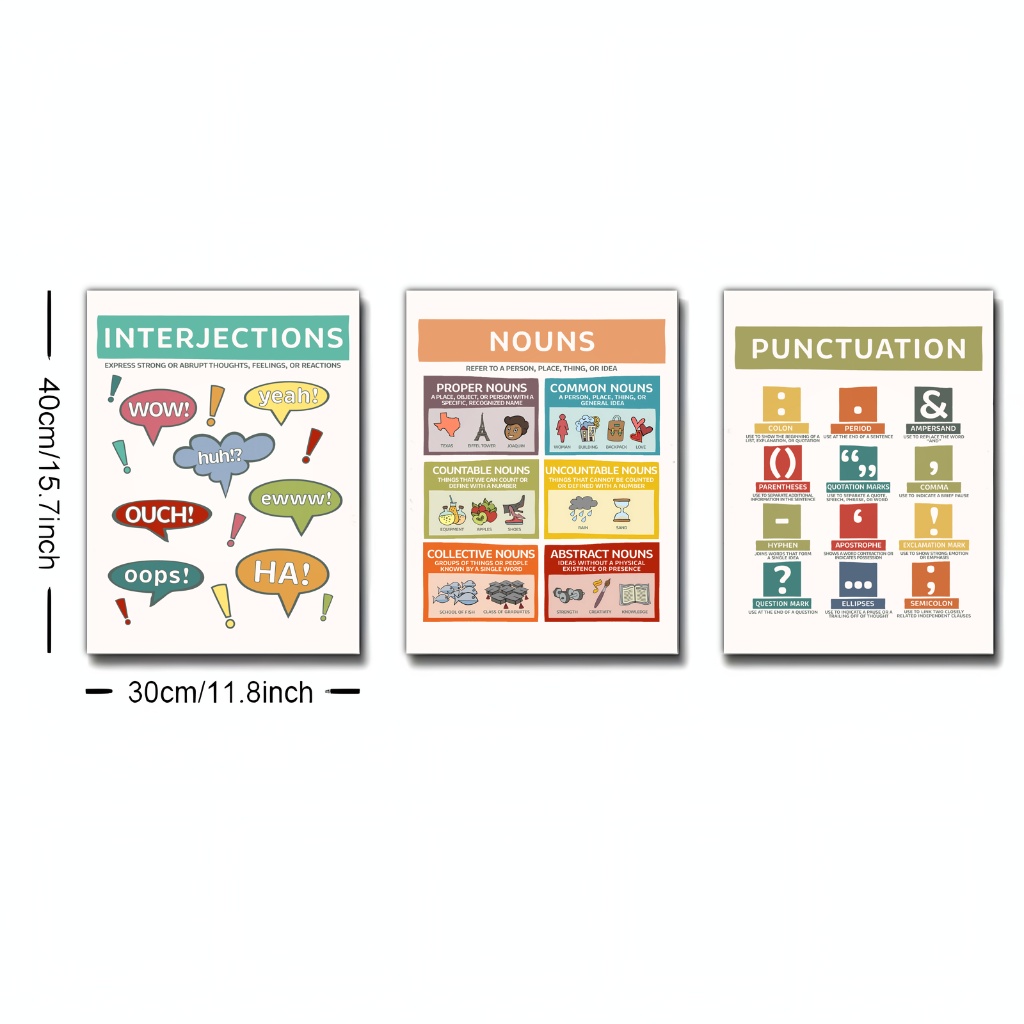 40cm/15.7inch
30cm/11.8inch
INTERJECTIONS
EXPRESS STRONG OR ABRUPT THOUGHTS, FEELINGS, OR REACTIONS
WOW!
yeah!
huh!?
ewww!
OUCH!
oops!
HA!
NOUNS
REFER TO A PERSON, PLACE, THING, OR IDEA
PROPER NOUNS
A PLACE, OBJECT, OR PERSON WITH A
SPECIFIC, RECOGNIZED NAME
TEXAS
EIFFEL TOWER
JOAQUIN
COMMON NOUNS
A PERSON, PLACE, THING, OR
GENERAL IDEA
WOMAN
BUILDING
BACKPACK
LOVE
COUNTABLE NOUNS
THINGS THAT WE CAN COUNT OR
DEFINE WITH A NUMBER
EQUIPMENT
APPLES
SHOES
UNCOUNTABLE NOUNS
THINGS THAT CANNOT BE COUNTED
OR DEFINED WITH A NUMBER
RAIN
SAND
COLLECTIVE NOUNS
GROUPS OF THINGS OR PEOPLE
KNOWN BY A SINGLE WORD
SCHOOL OF FISH
CLASS OF GRADUATES
ABSTRACT NOUNS
IDEAS WITHOUT A PHYSICAL
EXISTENCE OR PRESENCE
STRENGTH
CREATIVITY
KNOWLEDGE
PUNCTUATION
:
COLON
USE TO SHOW THE BEGINNING OF A
LIST, EXPLANATION, OR QUOTATION
.
PERIOD
USE AT THE END OF A SENTENCE
&
AMPERSAND
USE TO REPLACE THE WORD
"AND"
()
PARENTHESES
USE TO SEPARATE ADDITIONAL
INFORMATION IN THE SENTENCE
“”
QUOTATION MARKS
USE TO SEPARATE A QUOTE,
SPEECH, PHRASE, OR WORD
,
COMMA
USE TO INDICATE A BRIEF PAUSE
-
HYPHEN
JOINS WORDS THAT FORM
A SINGLE IDEA
‘
APOSTROPHE
SHOWS A WORD CONTRACTION OR
INDICATES POSSESSION
!
EXCLAMATION MARK
USE TO SHOW STRONG EMOTION
OR EMPHASIS
?
QUESTION MARK
USE AT THE END OF A QUESTION
...
ELLIPSES
USE TO INDICATE A PAUSE OR A
TRAILING OFF OF THOUGHT
;
SEMICOLON
USE TO LINK TWO CLOSELY
RELATED INDEPENDENT CLAUSES